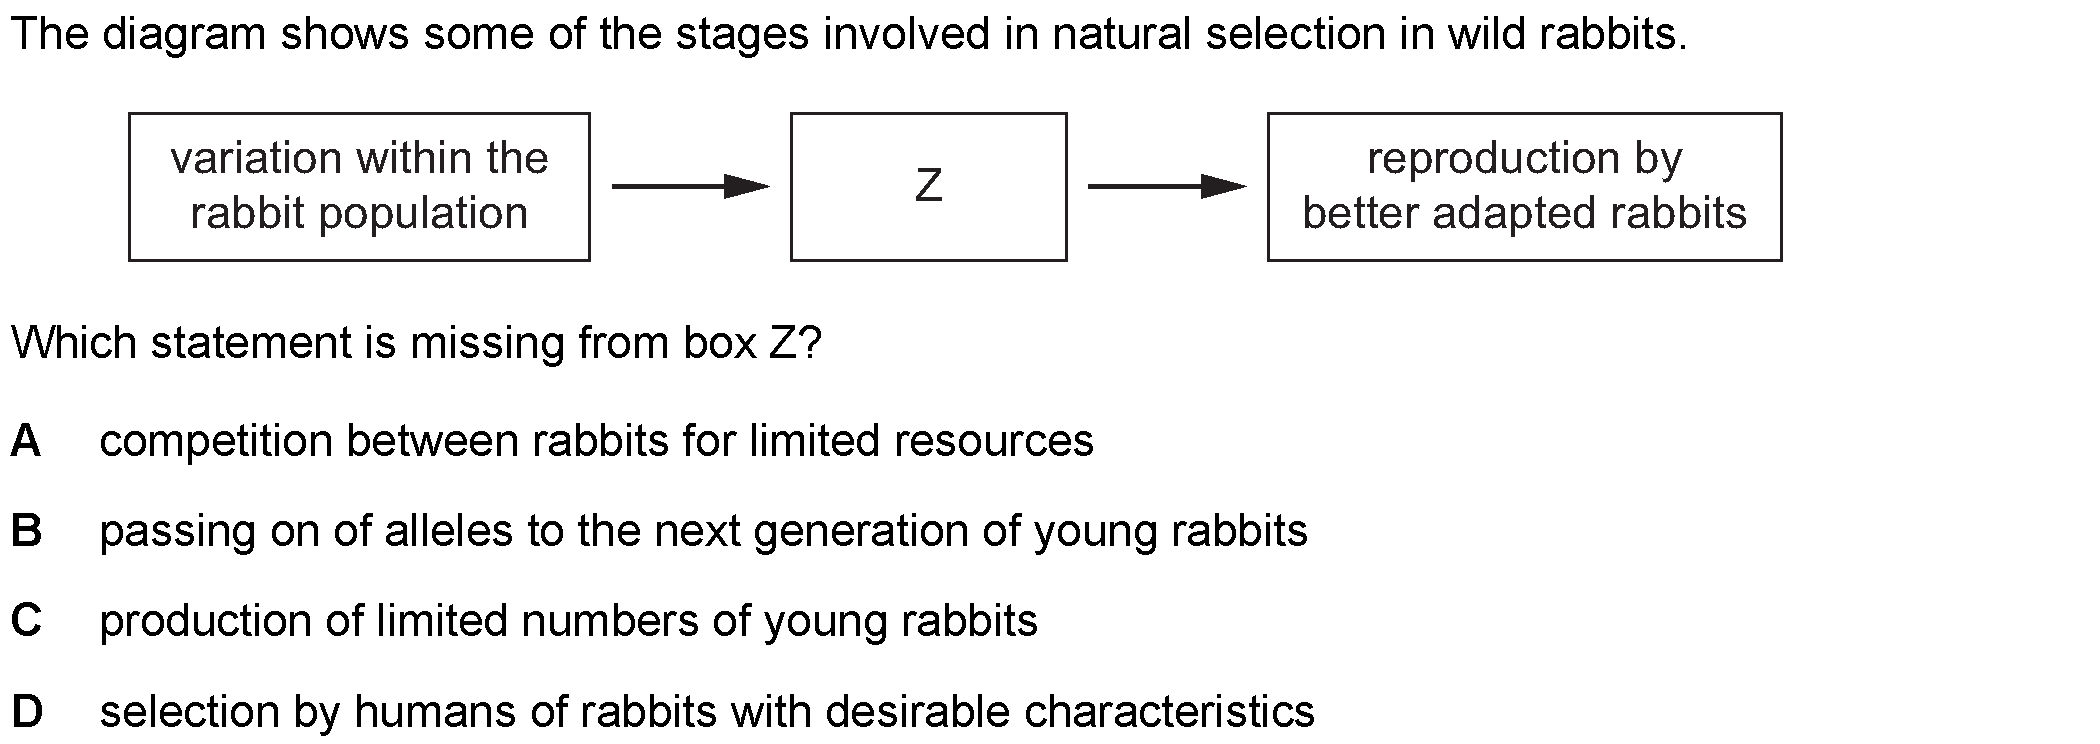 The diagram shows some of the stages involved in natural selection in wild rabbits.
variation within the
rabbit population
Z
reproduction by
better adapted rabbits
Which statement is missing from box Z?
A competition between rabbits for limited resources
B passing on of alleles to the next generation of young rabbits
C production of limited numbers of young rabbits
D selection by humans of rabbits with desirable characteristics